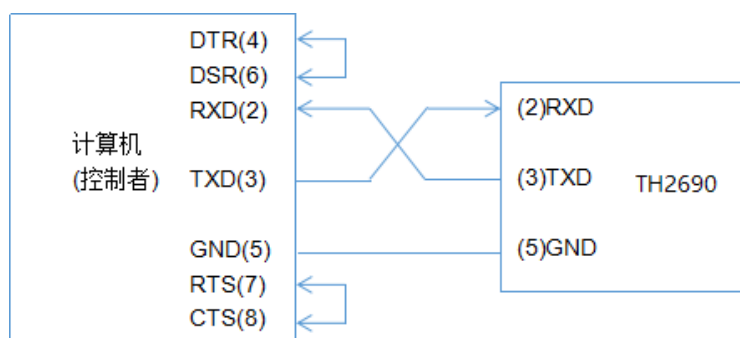 DTR(4)
DSR(6)
RXD(2)
计算机
(控制者)
TXD(3)
GND(5)
RTS(7)
CTS(8)
(2)RXD
(3)TXD
TH2690
(5)GND